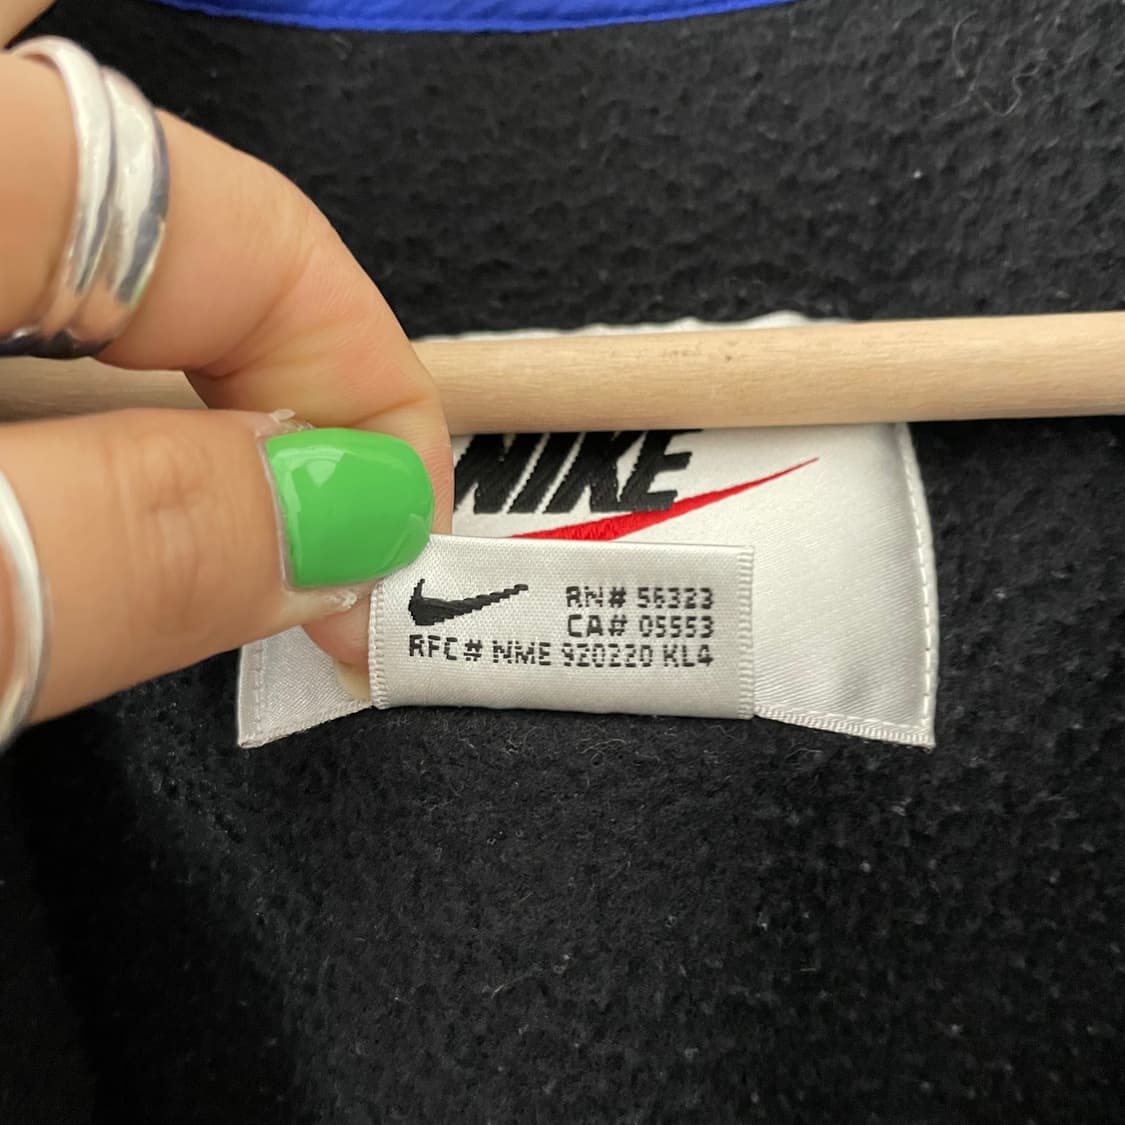 NIKE
RN# 56323
CA# 05553
RFC# NME 920220 KL4